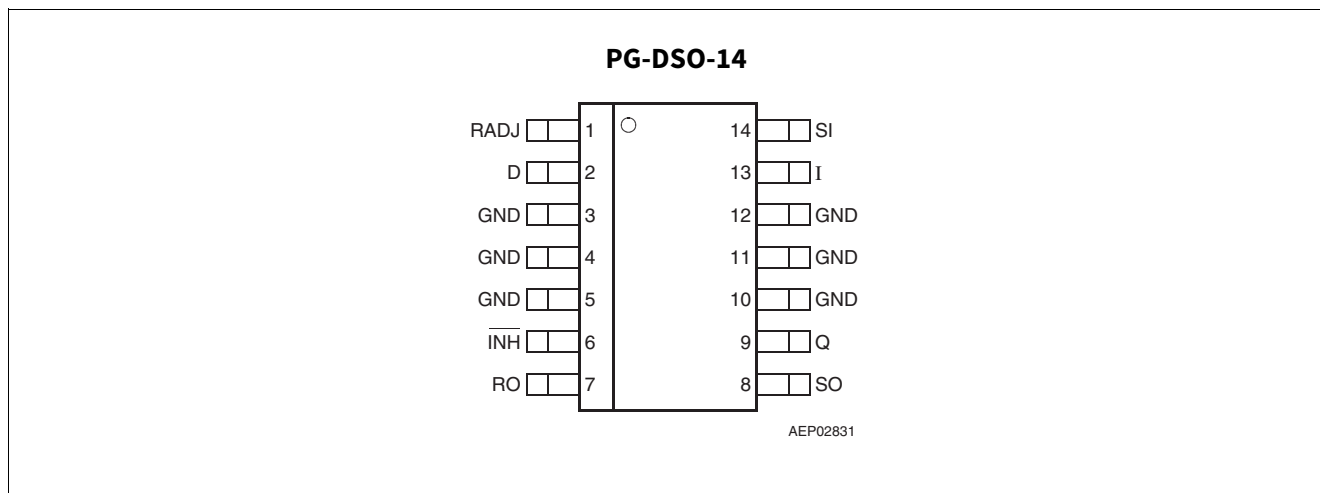 PG-DSO-14
RADJ 1 14 SI
D 2 13 I
GND 3 12 GND
GND 4 11 GND
GND 5 10 GND
INH 6 9 Q
RO 7 8 SO
AEP02831